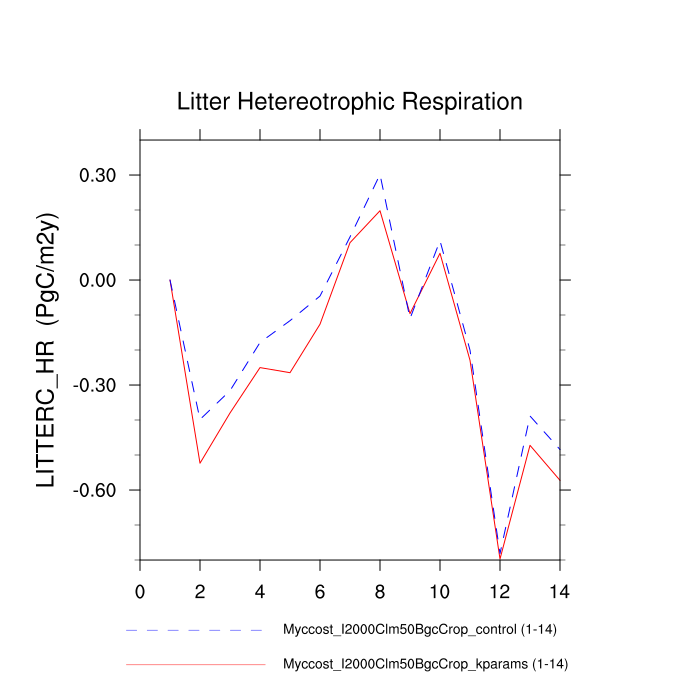 Litter Hetereotrophic Respiration
LITTERC_HR (PgC/m2y)
0.30
0.00
-0.30
-0.60
0 2 4 6 8 10 12 14
Myccost_I2000Clm50BgcCrop_control (1-14)
Myccost_I2000Clm50BgcCrop_kparams (1-14)